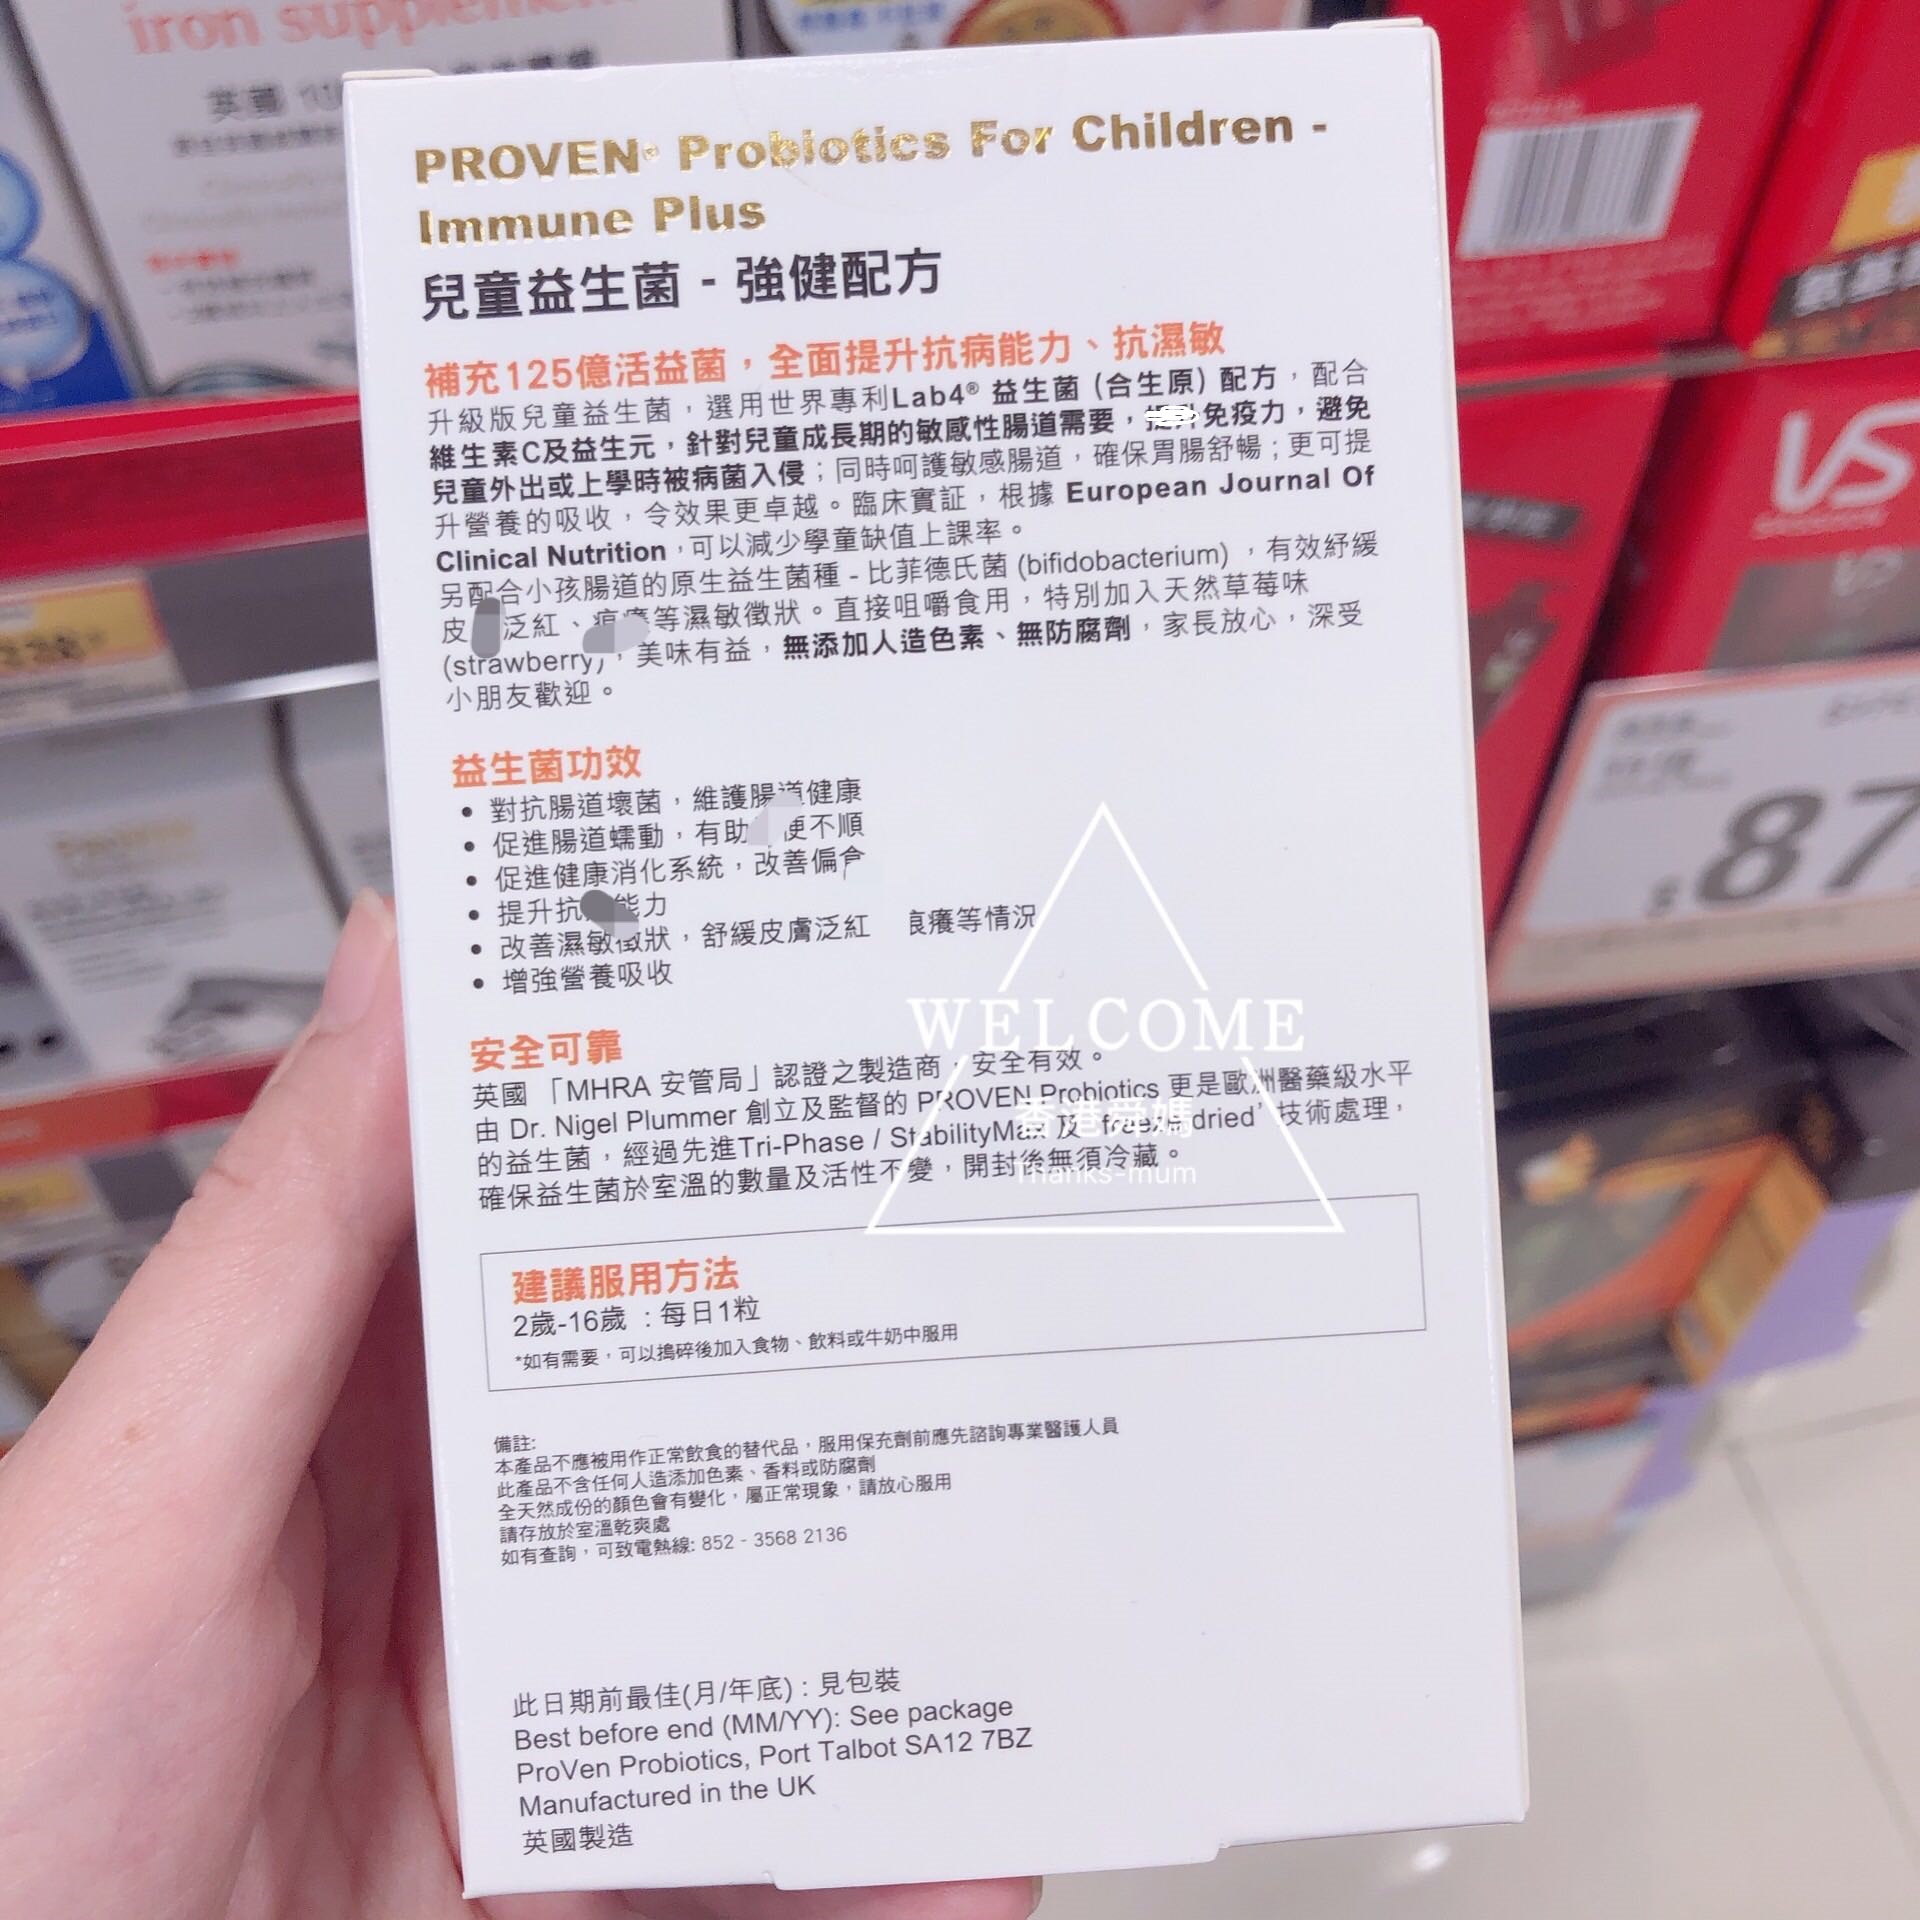 iron supplement
PROVEN® Probiotics For Children -
Immune Plus
兒童益生菌 - 強健配方
補充125億活益菌，全面提升抗病能力、抗濕敏
升級版兒童益生菌，選用世界專利Lab4® 益生菌 (合生原) 配方，配合
維生素C及益生元，針對兒童成長期的敏感性腸道需要，免疫力，避免
兒童外出或上學時被病菌入侵；同時呵護敏感腸道，確保胃腸舒暢；更可提
升營養的吸收，令效果更卓越。臨床實証，根據 European Journal Of
Clinical Nutrition，可以減少學童缺值上課率。
另配合小孩腸道的原生益生菌種 - 比菲德氏菌 (bifidobacterium) ，有效紓緩
皮 泛紅、 等濕敏徵狀。直接咀嚼食用，特別加入天然草莓味
(strawberry)，美味有益，無添加人造色素、無防腐劑，家長放心，深受
小朋友歡迎。
益生菌功效
• 對抗腸道壞菌，維護腸道健康
• 促進腸道蠕動，有助 便不順
• 促進健康消化系統，改善偏食
• 提升抗 能力
• 改善濕敏徵狀，舒緩皮膚泛紅 痕癢等情況
• 增強營養吸收
安全可靠
英國 「MHRA 安管局」認證之製造商，安全有效。
由 Dr. Nigel Plummer 創立及監督的 PROVEN Probiotics 更是歐洲醫藥級水平
的益生菌，經過先進Tri-Phase / StabilityMax 及 'freeze dried' 技術處理，
確保益生菌於室溫的數量及活性不變，開封後無須冷藏。
WELCOME
香港舜媽
Thanks-mum
建議服用方法
2歲-16歲 ：每日1粒
*如有需要，可以搗碎後加入食物、飲料或牛奶中服用
備註:
本產品不應被用作正常飲食的替代品，服用保充劑前應先諮詢專業醫護人員
此產品不含任何人造添加色素、香料或防腐劑
全天然成份的顏色會有變化，屬正常現象，請放心服用
請存放於室溫乾爽處
如有查詢，可致電熱線: 852 - 3568 2136
此日期前最佳(月/年底) : 見包裝
Best before end (MM/YY): See package
ProVen Probiotics, Port Talbot SA12 7BZ
Manufactured in the UK
英國製造
VS
87